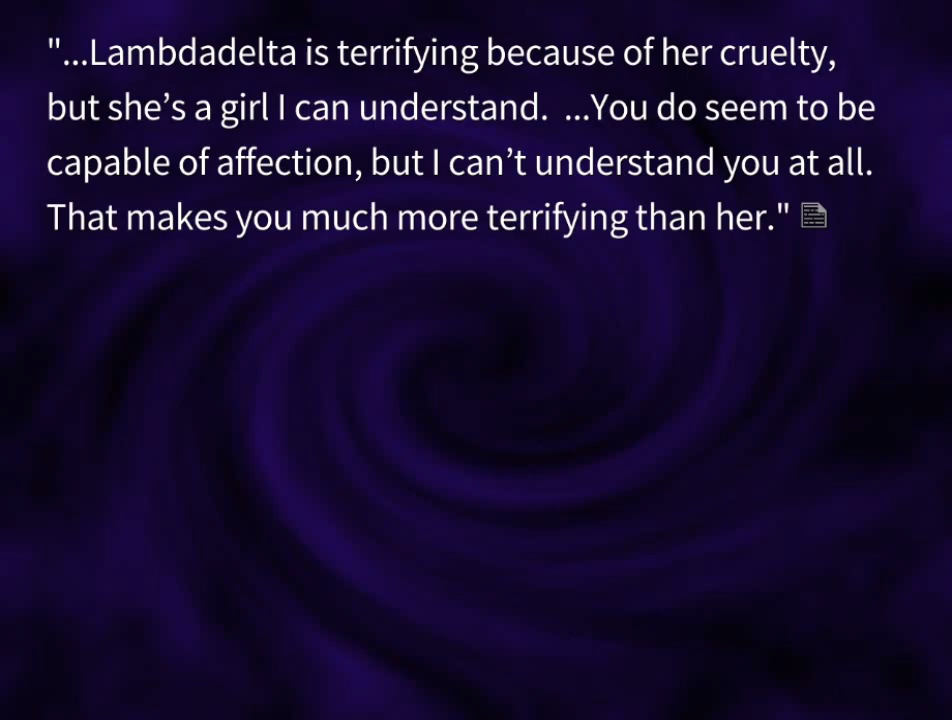 "...Lambdadelta is terrifying because of her cruelty,
but she’s a girl I can understand.  ...You do seem to be
capable of affection, but I can’t understand you at all.
That makes you much more terrifying than her."